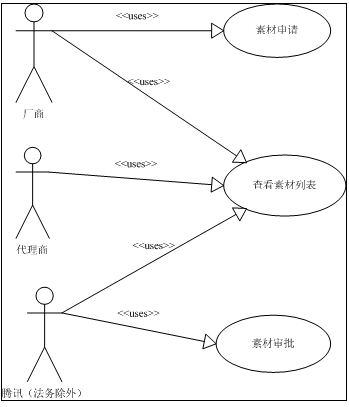 <<uses>>
素材申请
厂商
<<uses>>
<<uses>>
查看素材列表
代理商
<<uses>>
<<uses>>
素材审批
腾讯（法务除外）